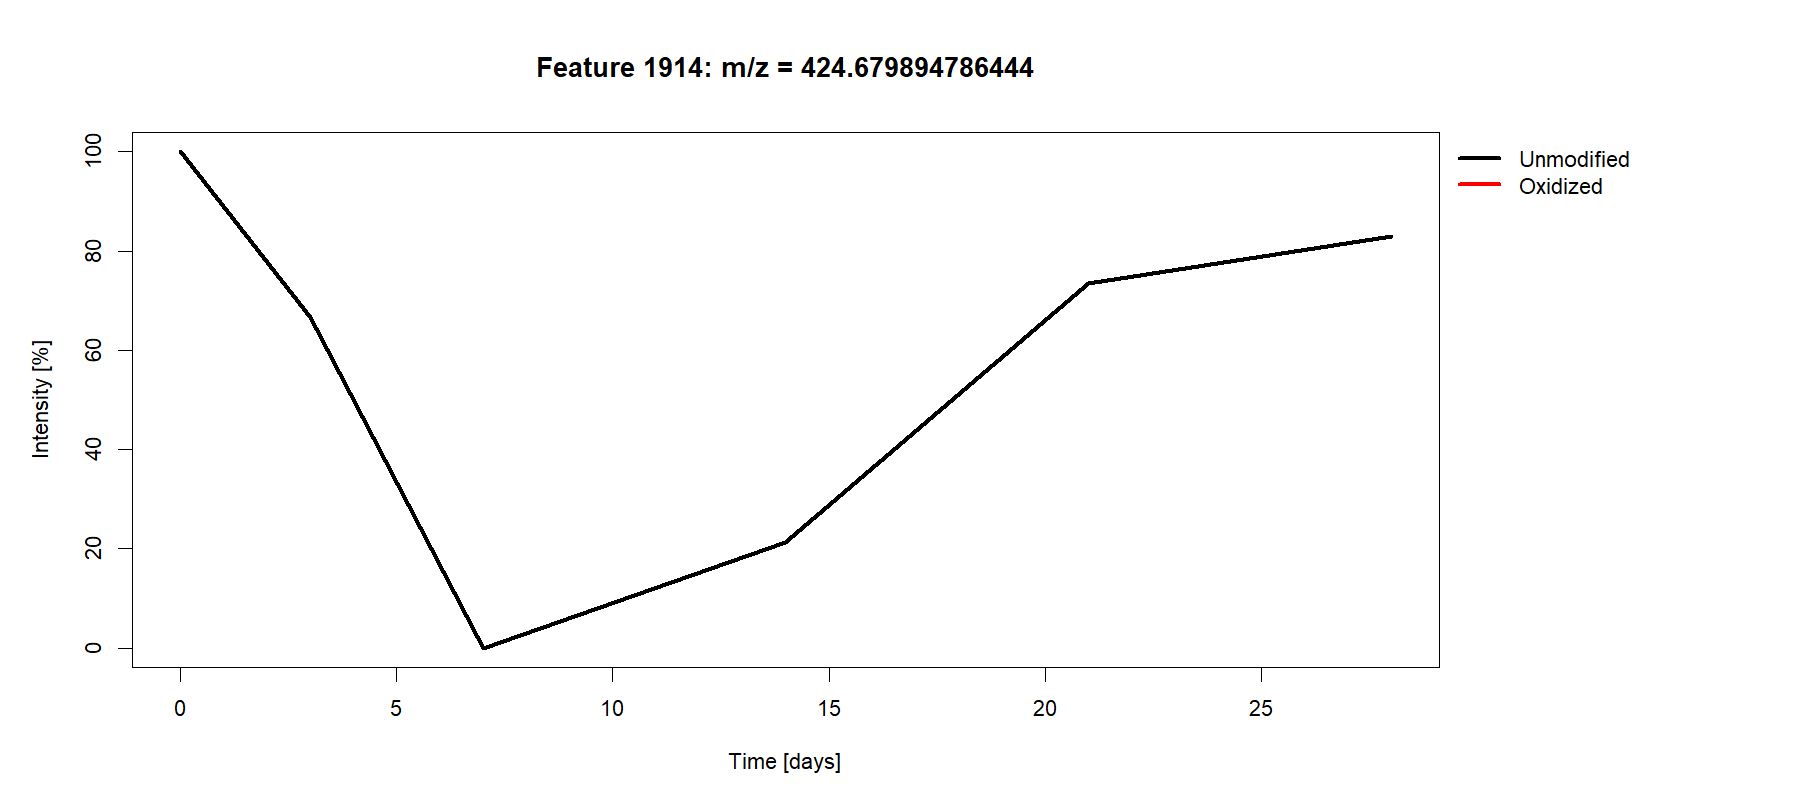 Feature 1914: m/z = 424.679894786444
Unmodified
Oxidized
Intensity [%]
100
80
60
40
20
0
0 5 10 15 20 25
Time [days]